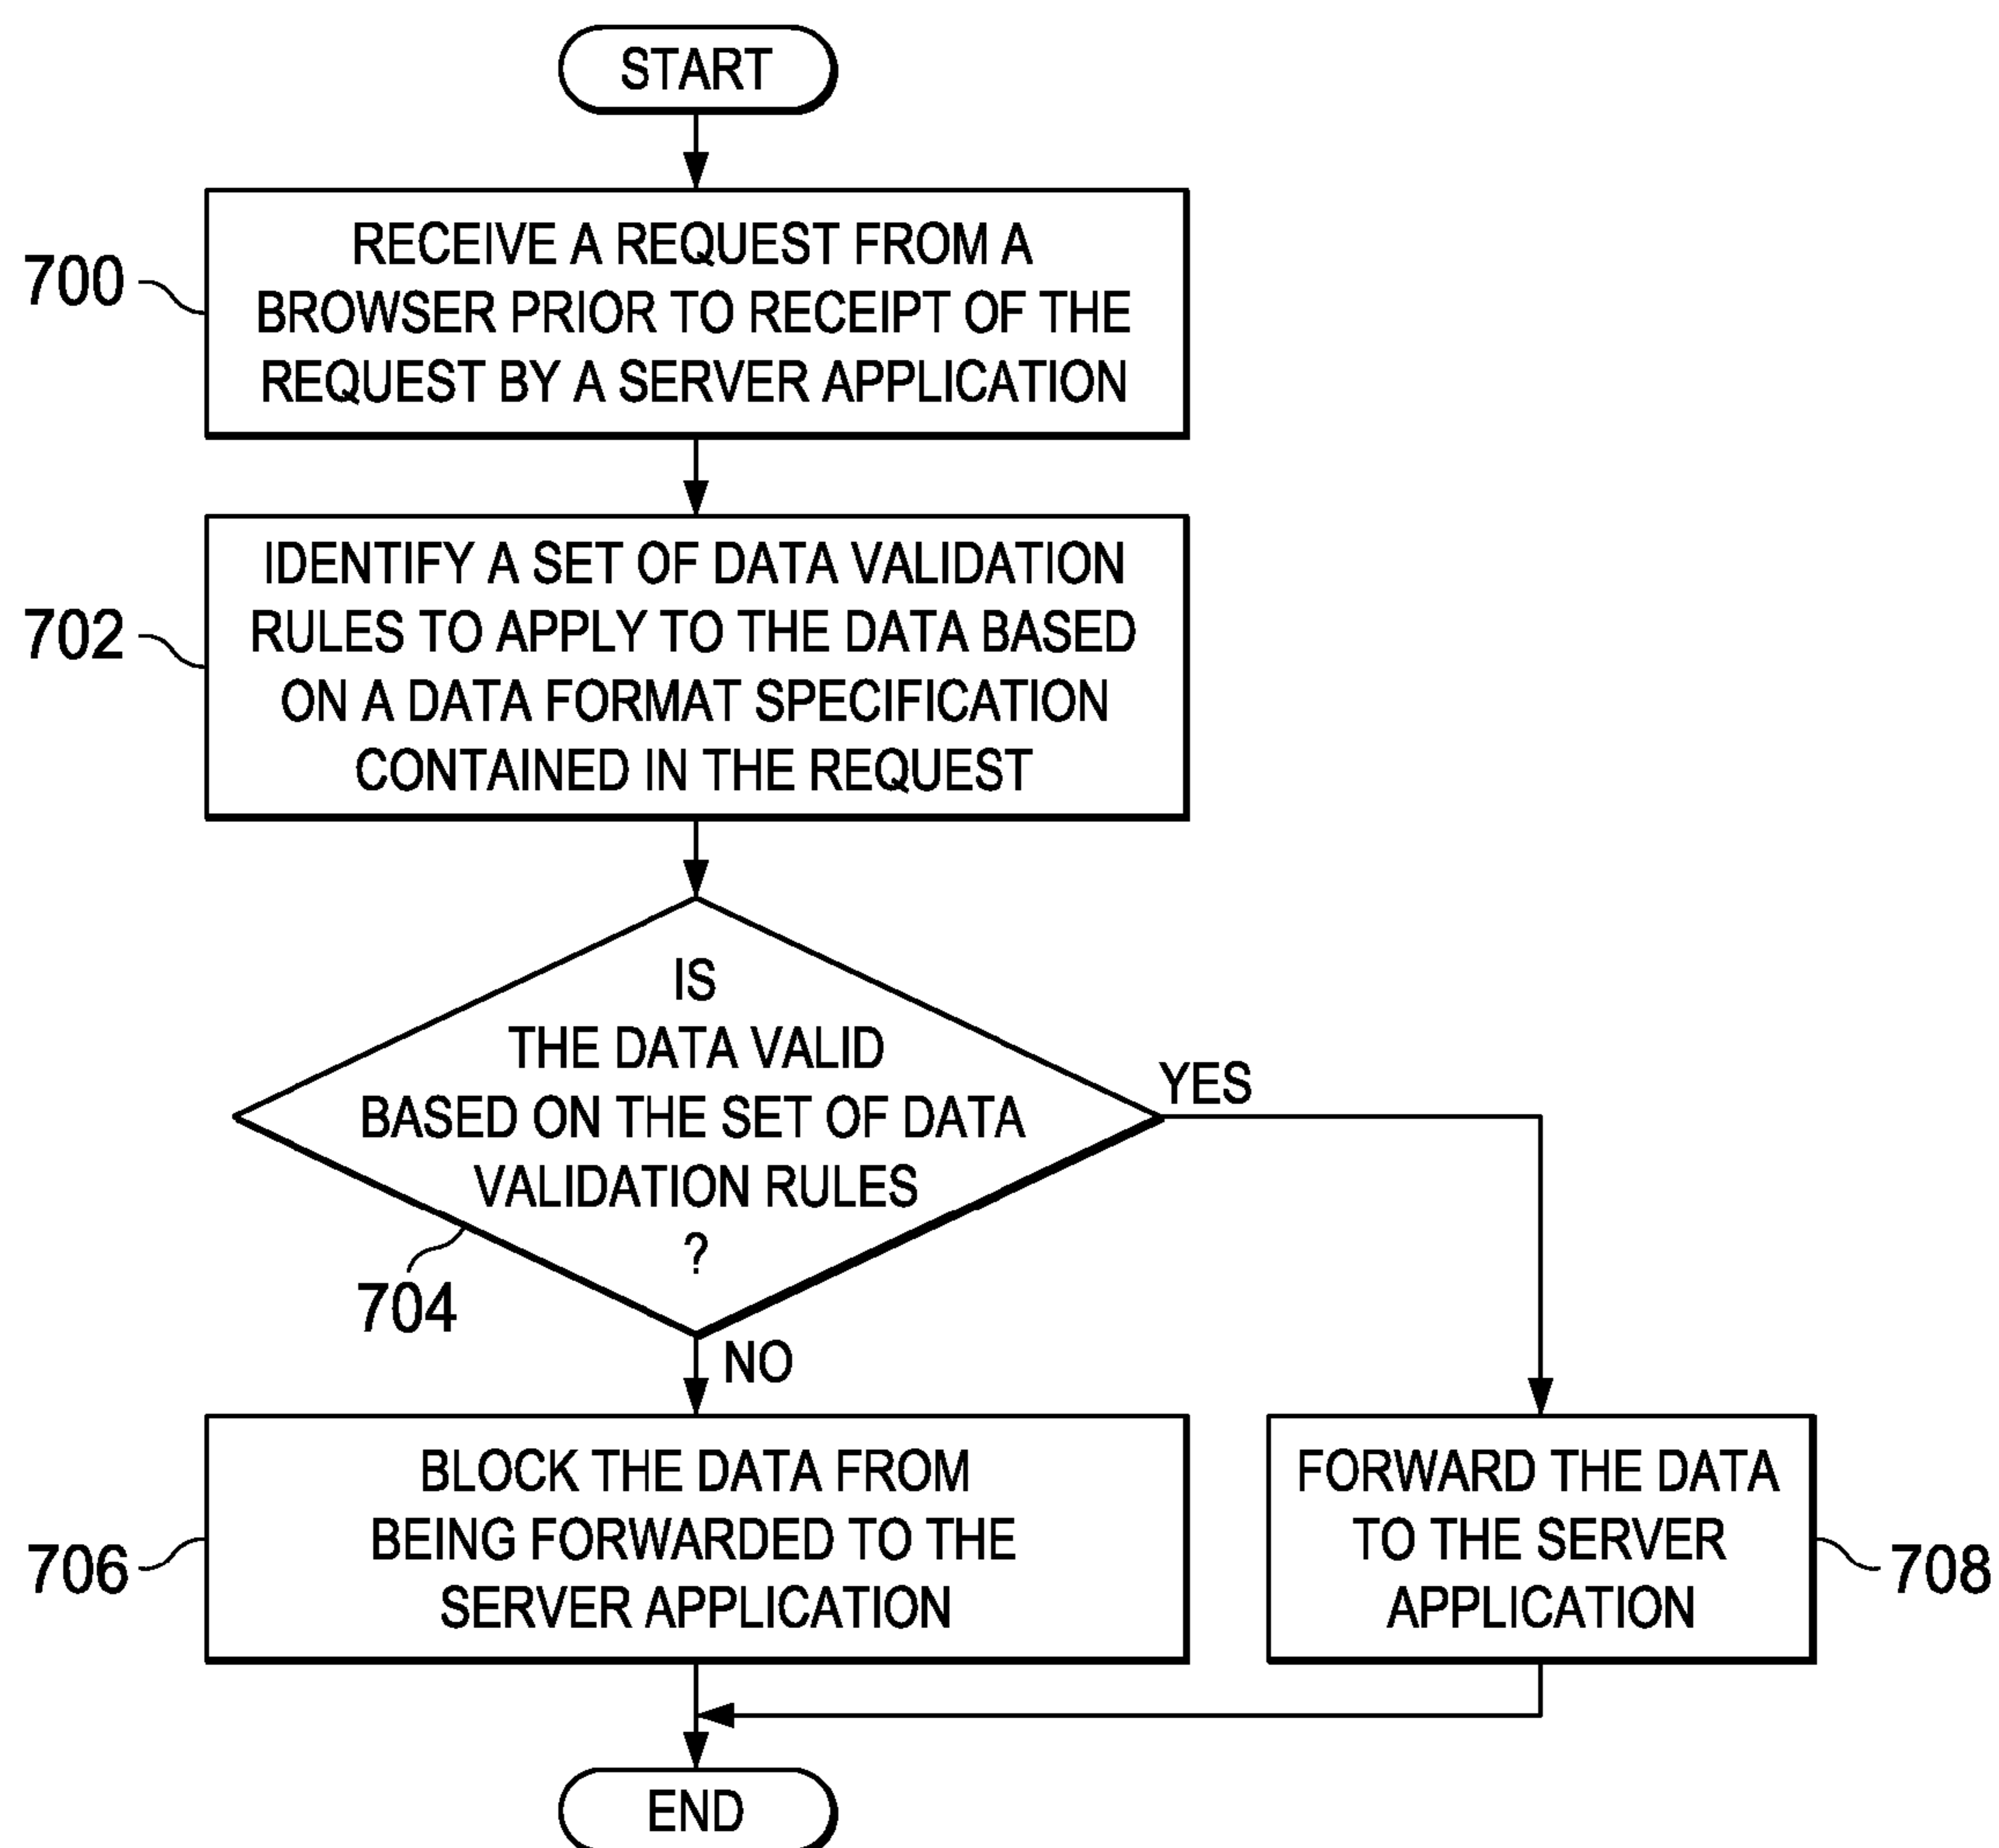 START
700
RECEIVE A REQUEST FROM A
BROWSER PRIOR TO RECEIPT OF THE
REQUEST BY A SERVER APPLICATION
702
IDENTIFY A SET OF DATA VALIDATION
RULES TO APPLY TO THE DATA BASED
ON A DATA FORMAT SPECIFICATION
CONTAINED IN THE REQUEST
IS
THE DATA VALID
BASED ON THE SET OF DATA
VALIDATION RULES
?
704
YES
NO
706
BLOCK THE DATA FROM
BEING FORWARDED TO THE
SERVER APPLICATION
FORWARD THE DATA
TO THE SERVER
APPLICATION
708
END